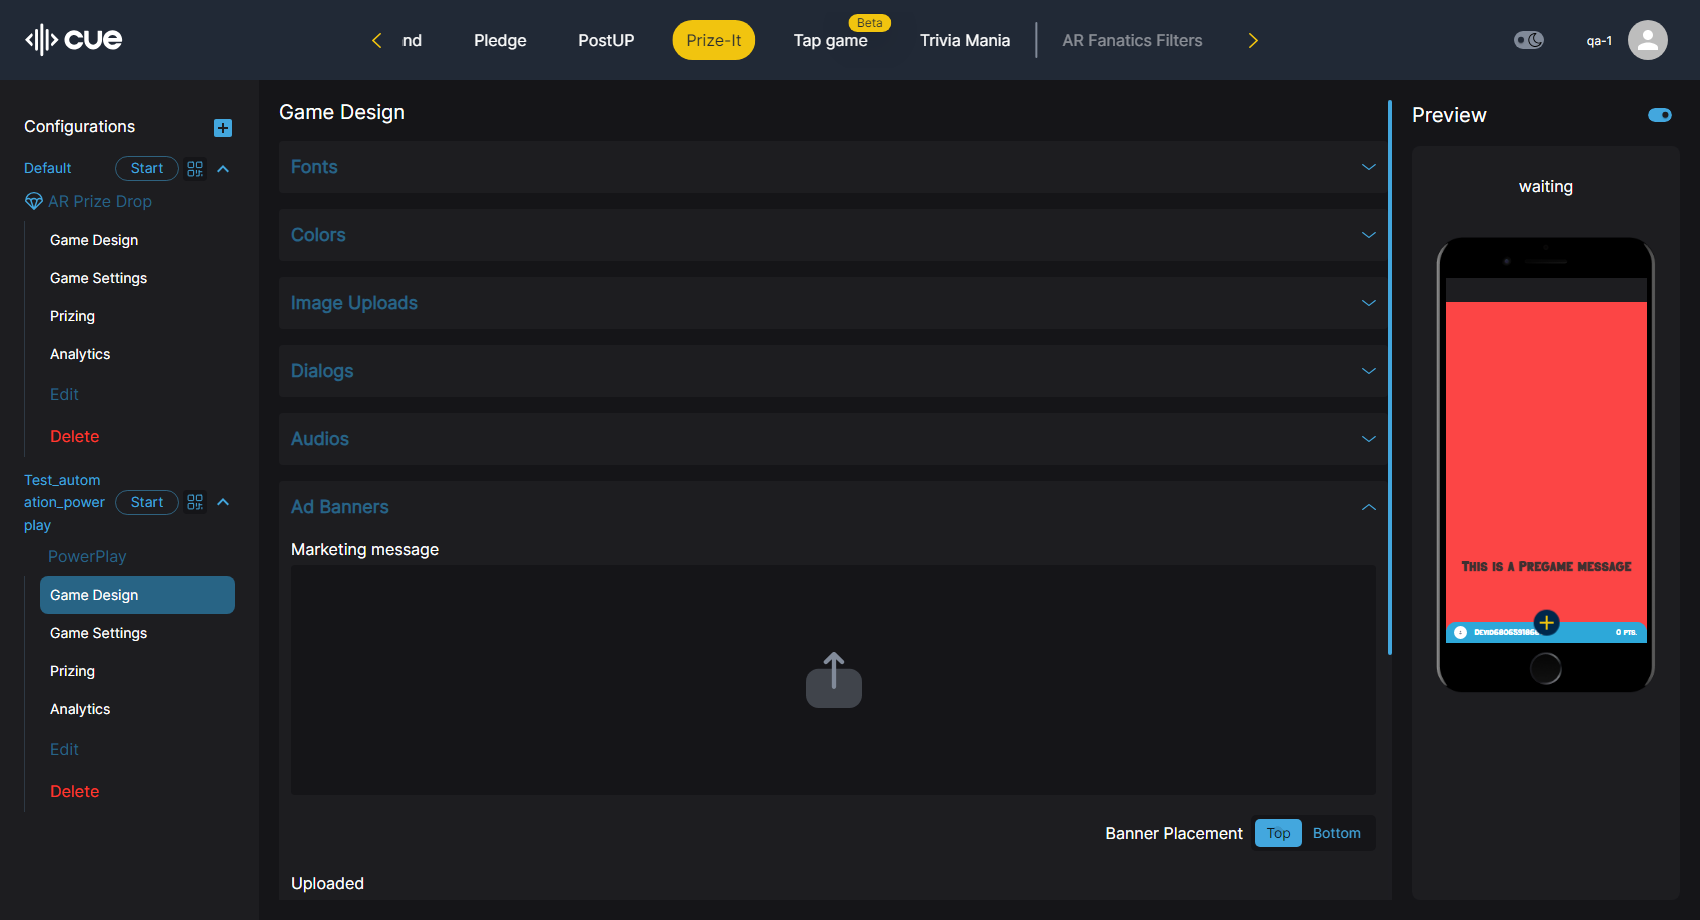 cue
nd
Pledge
PostUP
Prize-It
Beta
Tap game
Trivia Mania
AR Fanatics Filters
qa-1
Configurations
Default
Start
AR Prize Drop
Game Design
Game Settings
Prizing
Analytics
Edit
Delete
Test_autom
ation_power
play
Start
PowerPlay
Game Design
Game Settings
Prizing
Analytics
Edit
Delete
Game Design
Fonts
Colors
Image Uploads
Dialogs
Audios
Ad Banners
Marketing message
Banner Placement
Top
Bottom
Uploaded
Preview
waiting
This is a Pregame message
0 pts.